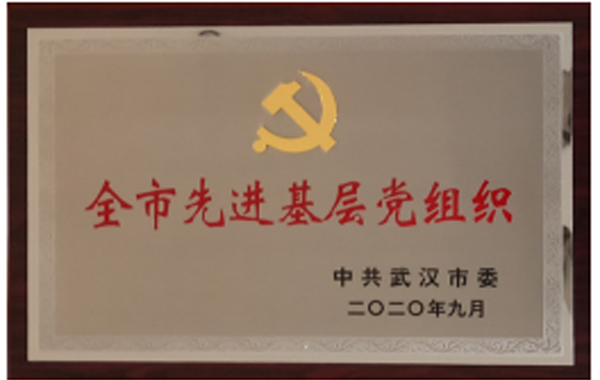 全市先进基层党组织
中共武汉市委
二〇二〇年九月